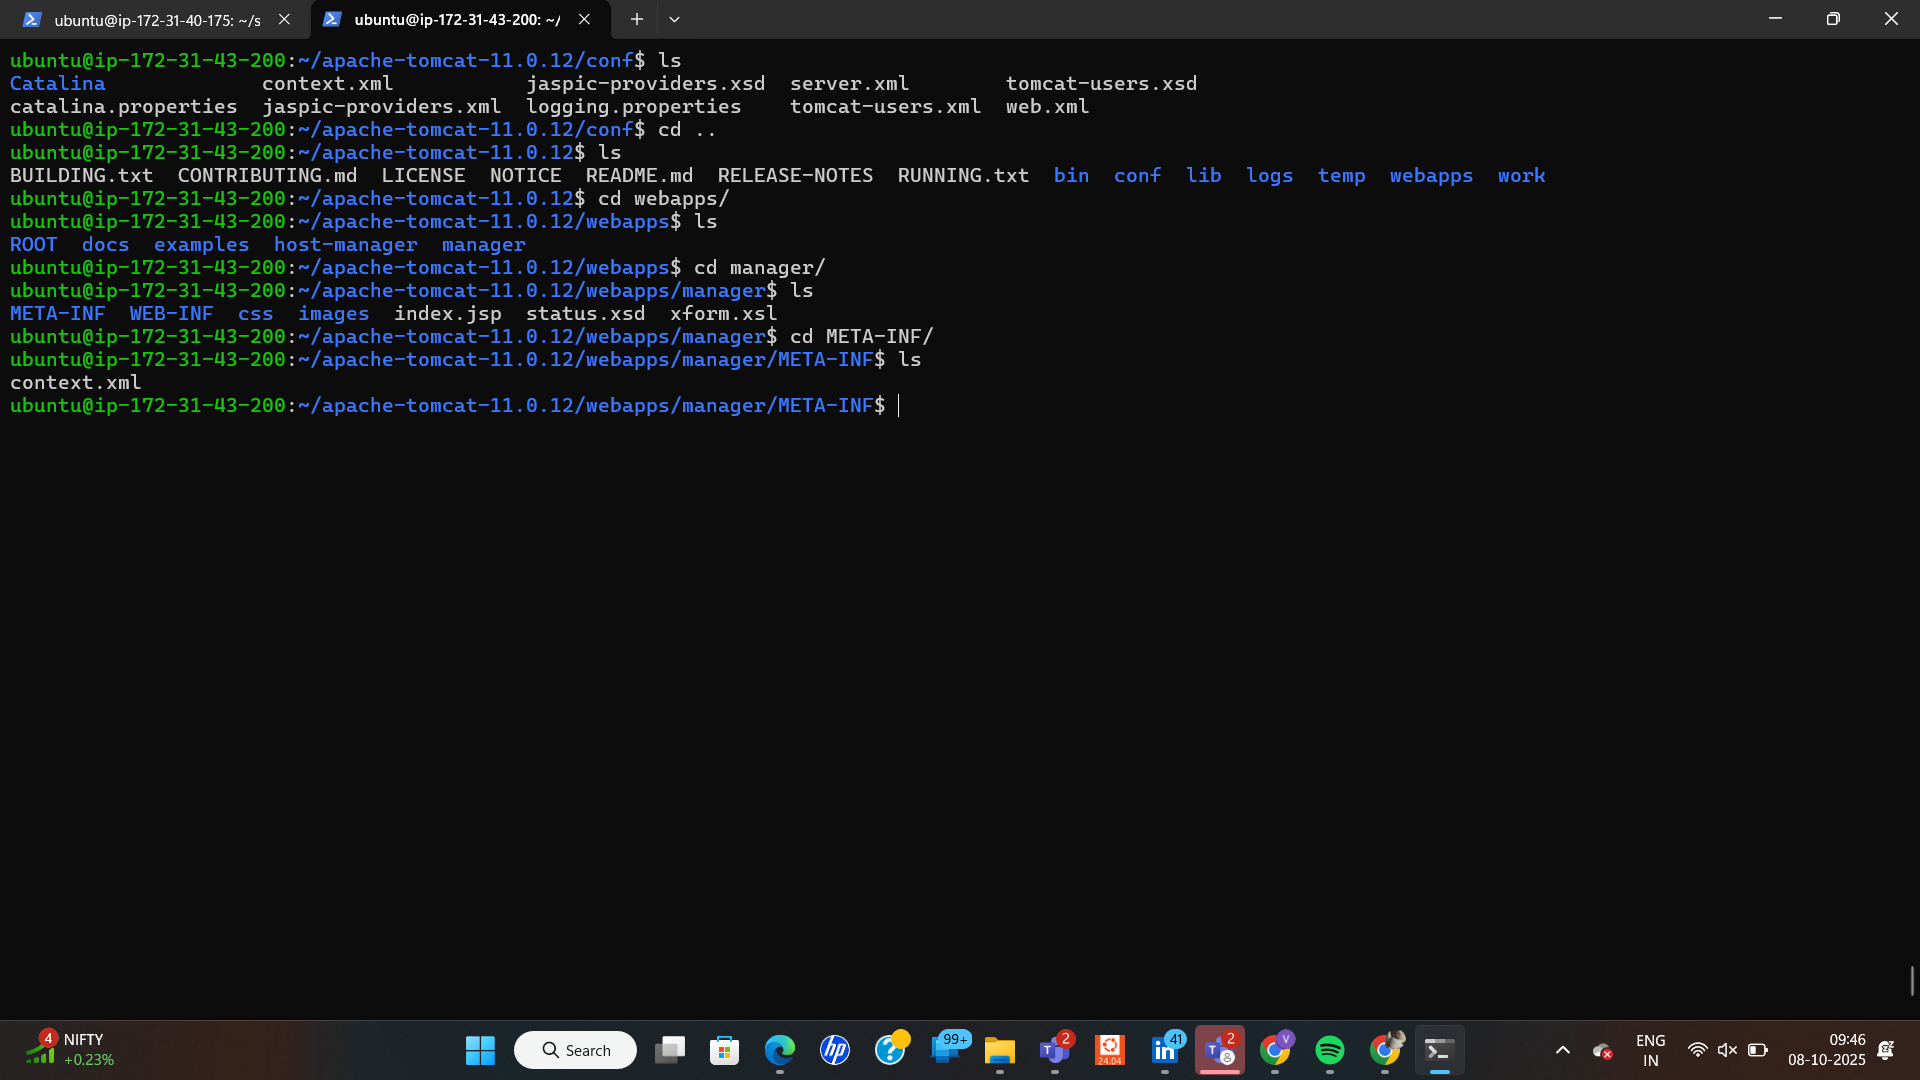 ubuntu@ip-172-31-40-175: ~/s
ubuntu@ip-172-31-43-200: ~/
ubuntu@ip-172-31-43-200:~/apache-tomcat-11.0.12/conf$ ls
Catalina context.xml jaspic-providers.xsd server.xml tomcat-users.xsd
catalina.properties jaspic-providers.xml logging.properties tomcat-users.xml web.xml
ubuntu@ip-172-31-43-200:~/apache-tomcat-11.0.12/conf$ cd ..
ubuntu@ip-172-31-43-200:~/apache-tomcat-11.0.12$ ls
BUILDING.txt CONTRIBUTING.md LICENSE NOTICE README.md RELEASE-NOTES RUNNING.txt bin conf lib logs temp webapps work
ubuntu@ip-172-31-43-200:~/apache-tomcat-11.0.12$ cd webapps/
ubuntu@ip-172-31-43-200:~/apache-tomcat-11.0.12/webapps$ ls
ROOT docs examples host-manager manager
ubuntu@ip-172-31-43-200:~/apache-tomcat-11.0.12/webapps$ cd manager/
ubuntu@ip-172-31-43-200:~/apache-tomcat-11.0.12/webapps/manager$ ls
META-INF WEB-INF css images index.jsp status.xsd xform.xsl
ubuntu@ip-172-31-43-200:~/apache-tomcat-11.0.12/webapps/manager$ cd META-INF/
ubuntu@ip-172-31-43-200:~/apache-tomcat-11.0.12/webapps/manager/META-INF$ ls
context.xml
ubuntu@ip-172-31-43-200:~/apache-tomcat-11.0.12/webapps/manager/META-INF$
4 NIFTY
+0.23%
Search
hp
?
99+
T 2
24.04
in 41
T 2
V
ENG
IN
09:46
08-10-2025